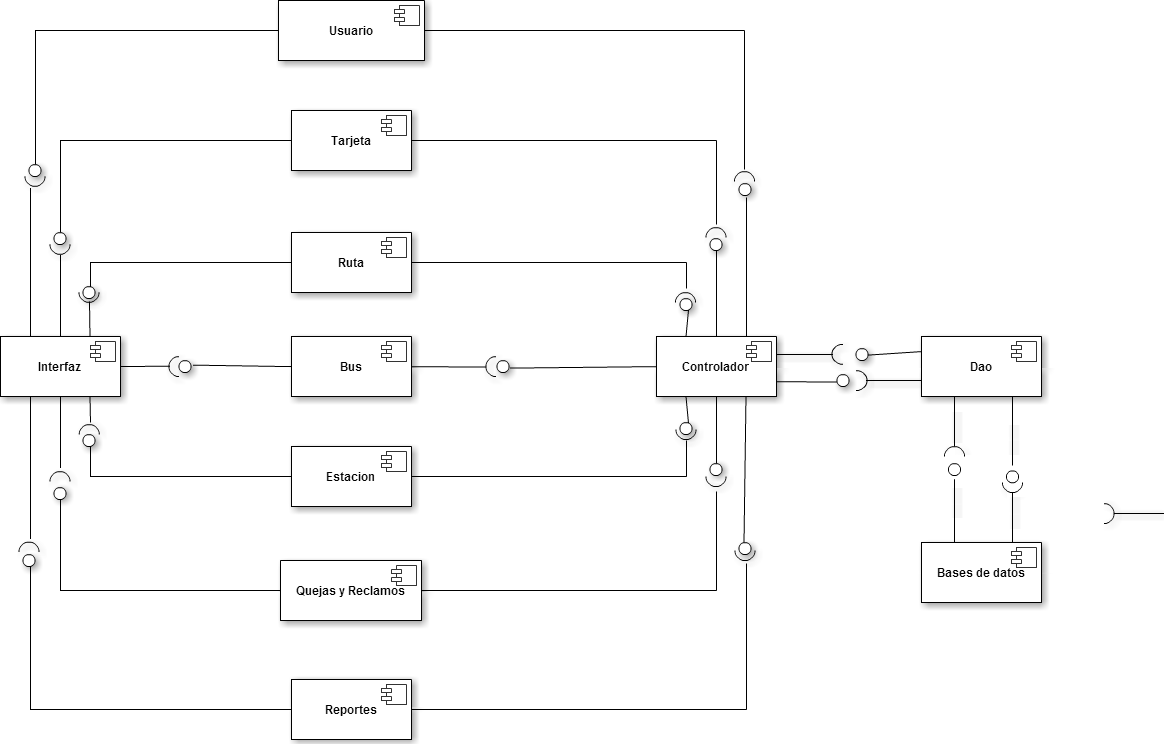 Usuario
Tarjeta
Ruta
Interfaz
Bus
Controlador
Dao
Estacion
Bases de datos
Quejas y Reclamos
Reportes